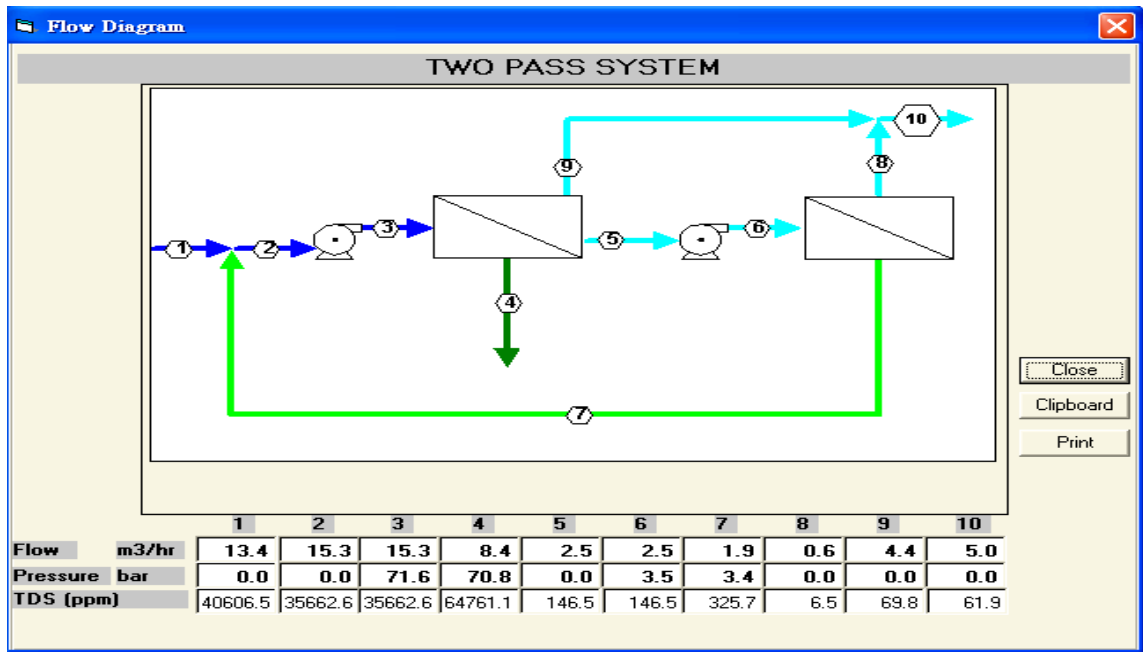 Flow Diagram
TWO PASS SYSTEM
10
9
8
3
6
1
2
5
4
Close
7
Clipboard
Print
1 2 3 4 5 6 7 8 9 10
Flow m3/hr 13.4 15.3 15.3 8.4 2.5 2.5 1.9 0.6 4.4 5.0
Pressure bar 0.0 0.0 71.6 70.8 0.0 3.5 3.4 0.0 0.0 0.0
TDS (ppm) 40606.5 35662.6 35662.6 64761.1 146.5 146.5 325.7 6.5 69.8 61.9